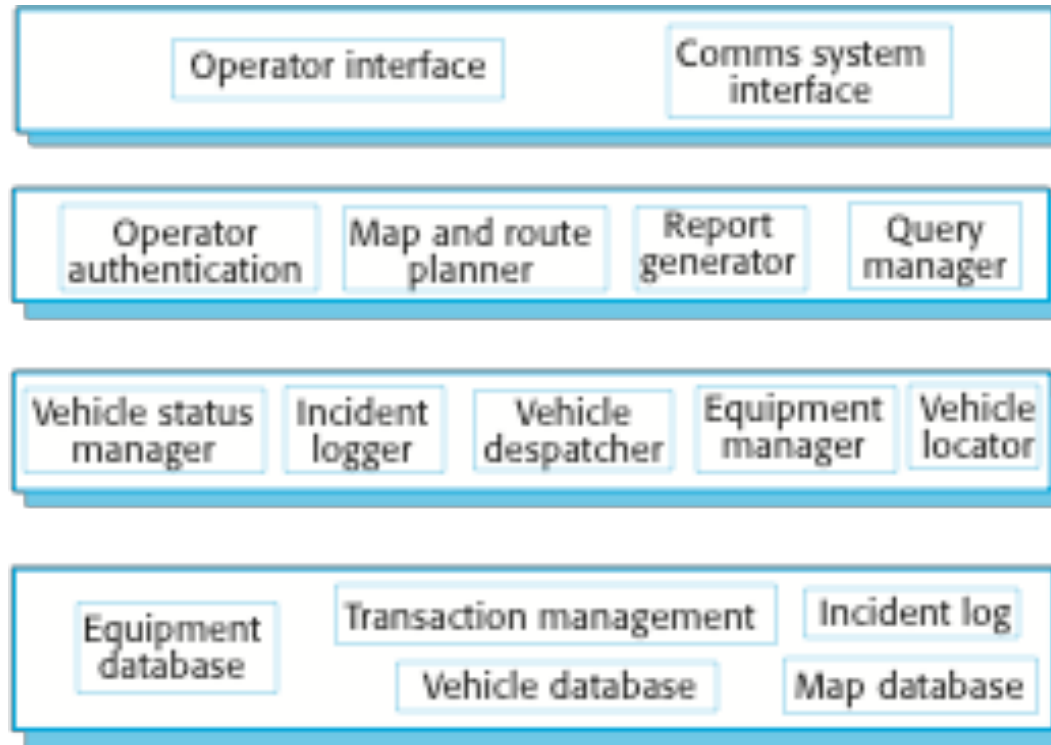 Operator interface
Comms system
interface
Operator
authentication
Map and route
planner
Report
generator
Query
manager
Vehicle status
manager
Incident
logger
Vehicle
despatcher
Equipment
manager
Vehicle
locator
Equipment
database
Transaction management
Incident log
Vehicle database
Map database